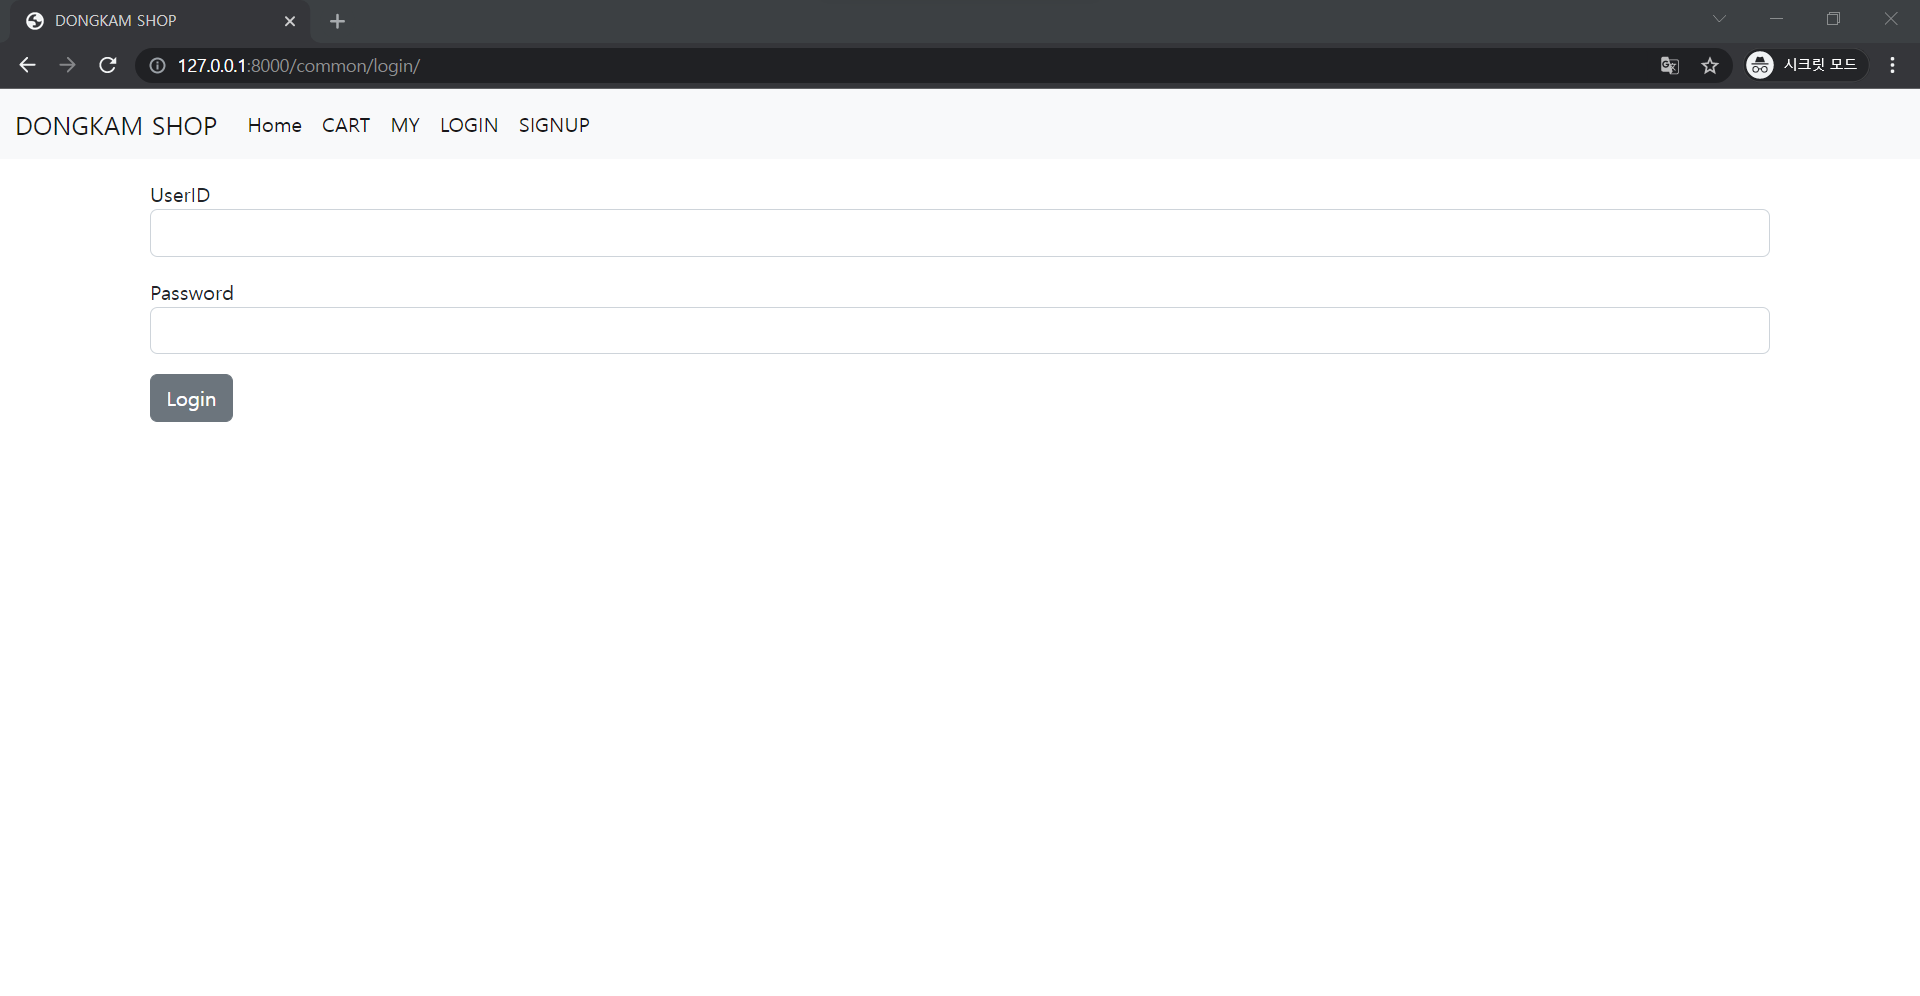 DONGKAM SHOP
127.0.0.1:8000/common/login/
시크릿 모드
DONGKAM SHOP Home CART MY LOGIN SIGNUP
UserID
Password
Login